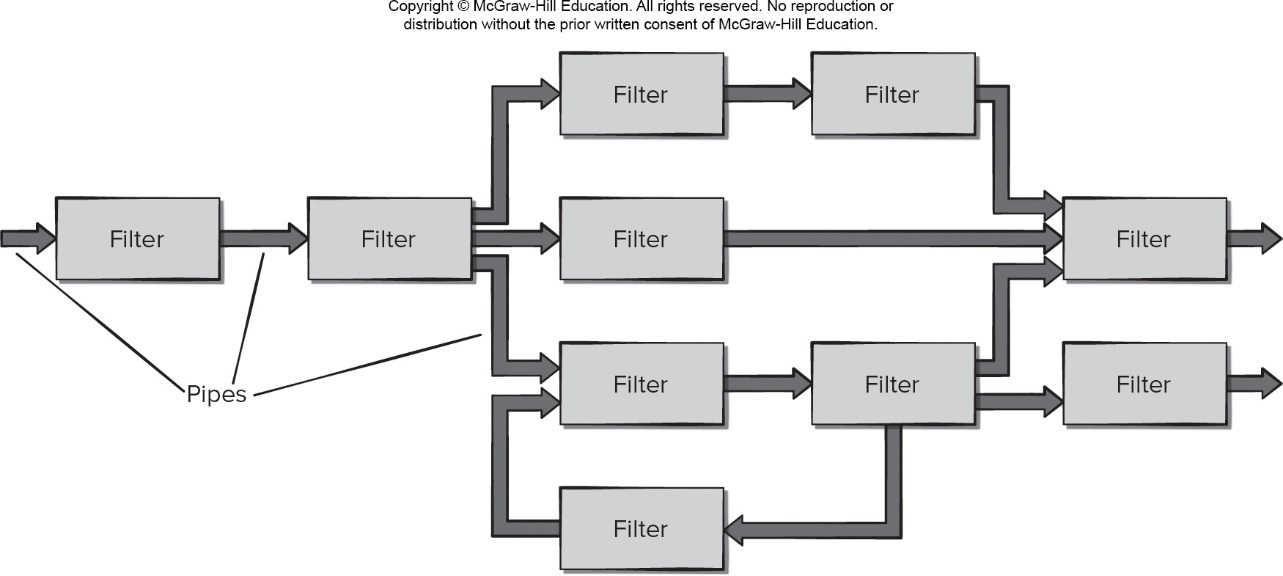 Copyright © McGraw-Hill Education. All rights reserved. No reproduction or
distribution without the prior written consent of McGraw-Hill Education.
Filter
Filter
Filter
Filter
Filter
Filter
Filter
Filter
Filter
Pipes
Filter